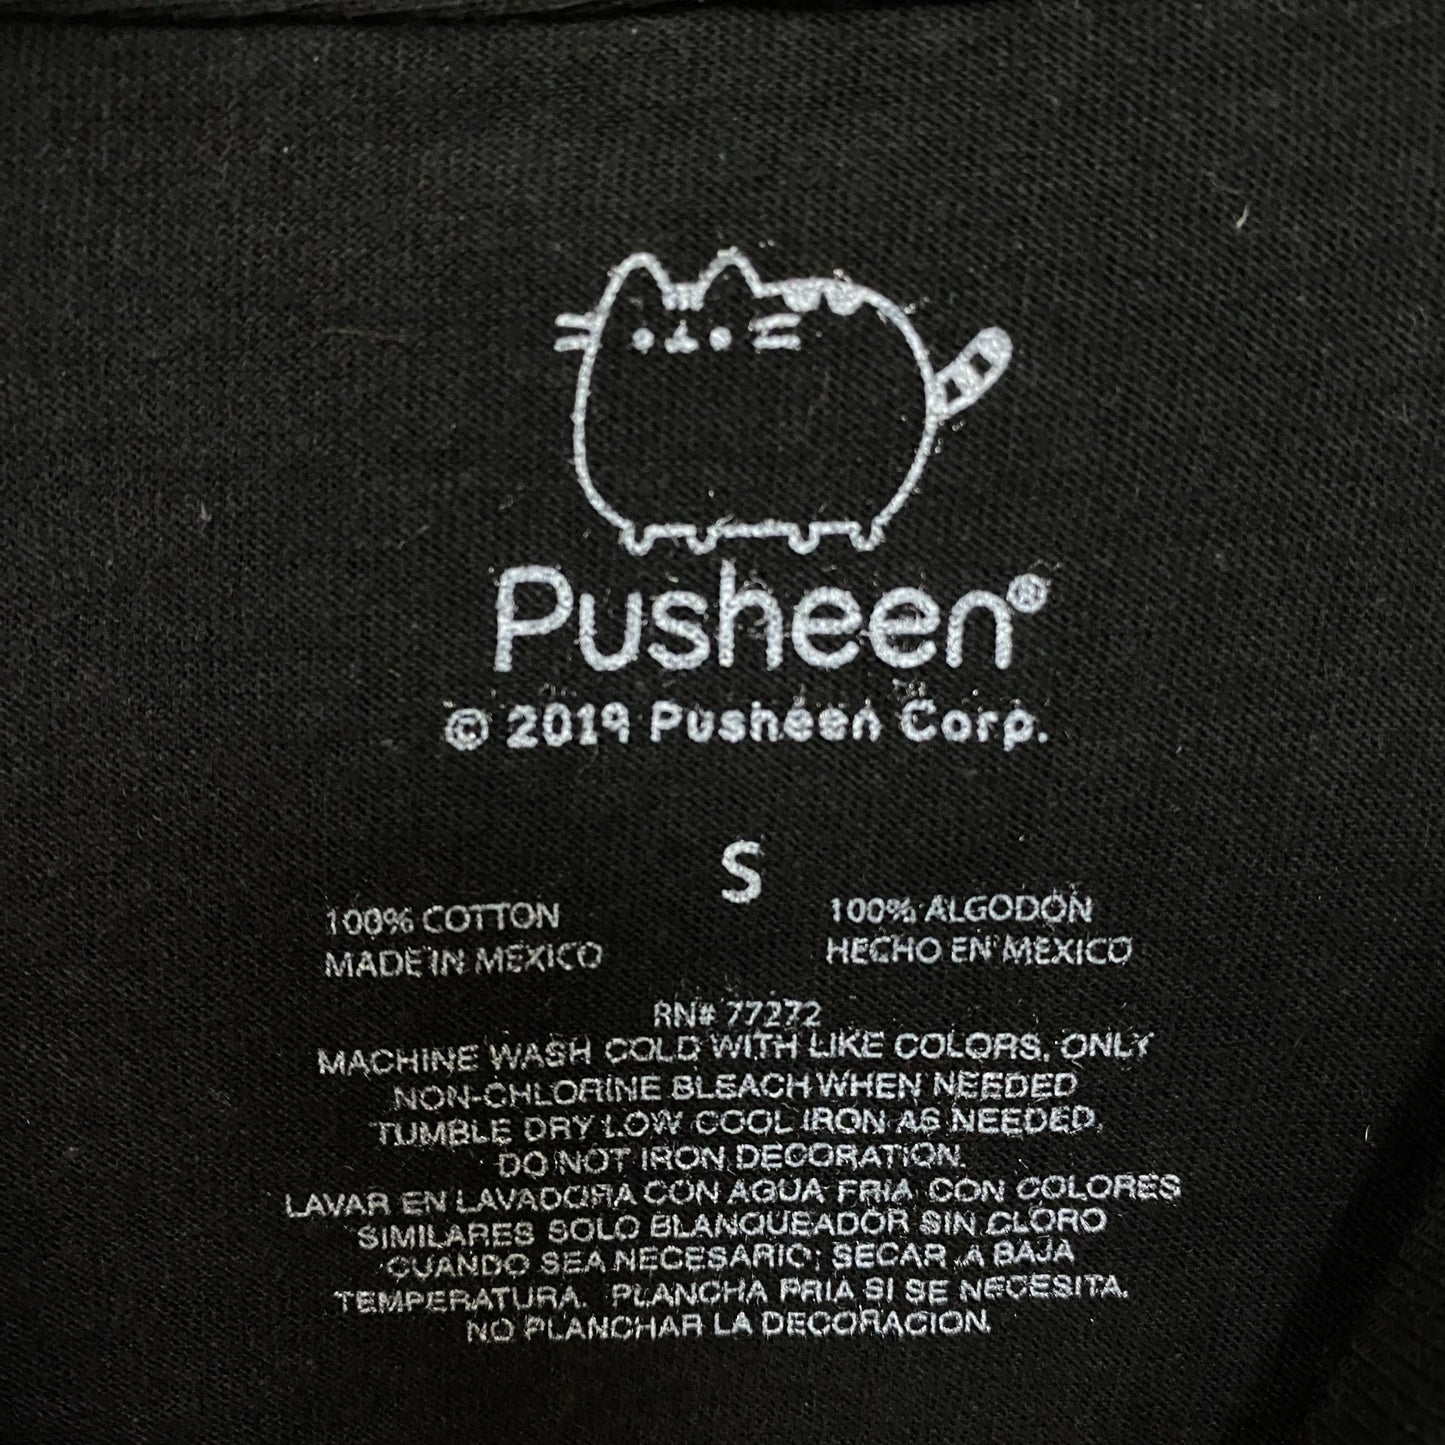 Pusheen®
© 2019 Pusheen Corp.
S
100% COTTON
MADE IN MEXICO
100% ALGODÓN
HECHO EN MEXICO
RN# 77272
MACHINE WASH COLD WITH LIKE COLORS, ONLY
NON-CHLORINE BLEACH WHEN NEEDED
TUMBLE DRY LOW COOL IRON AS NEEDED,
DO NOT IRON DECORATION.
LAVAR EN LAVADORA CON AGUA FRIA CON COLORES
SIMILARES SOLO BLANQUEADOR SIN CLORO
CUANDO SEA NECESARIO; SECAR A BAJA
TEMPERATURA. PLANCHA FRIA SI SE NECESITA.
NO PLANCHAR LA DECORACION.